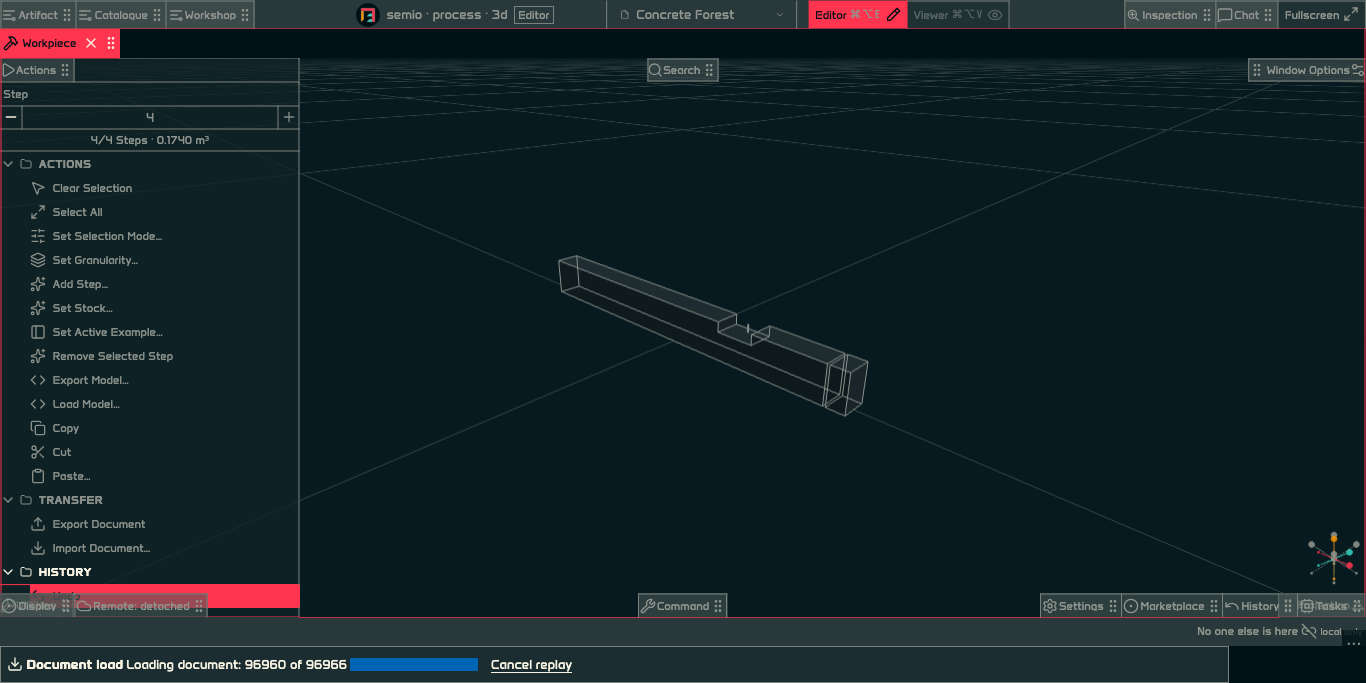 Artifact Catalogue Workshop semio · process · 3d Editor Concrete Forest Editor ⌘⌥E Viewer ⌘⌥V Inspection Chat Fullscreen
Workpiece
Actions Search Window Options
Step
4
4/4 Steps · 0.1740 m³
ACTIONS
Clear Selection
Select All
Set Selection Mode…
Set Granularity…
Add Step…
Set Stock…
Set Active Example…
Remove Selected Step
Export Model…
Load Model…
Copy
Cut
Paste…
TRANSFER
Export Document
Import Document…
HISTORY
Display Remote: detached Command Settings Marketplace History Tasks
No one else is here local
Document load Loading document: 96960 of 96966 Cancel replay